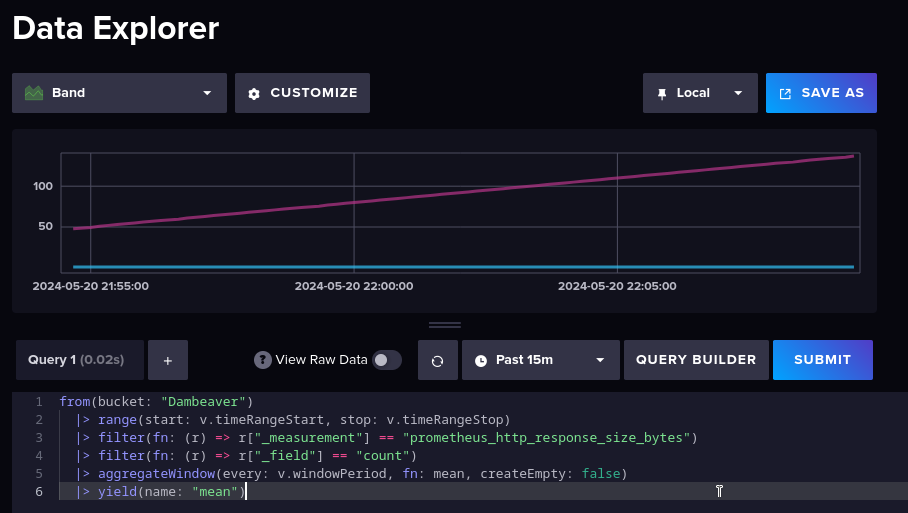 Data Explorer
Band
CUSTOMIZE
Local
SAVE AS
100
50
2024-05-20 21:55:00
2024-05-20 22:00:00
2024-05-20 22:05:00
Query 1 (0.02s)
+
? View Raw Data
Past 15m
QUERY BUILDER
SUBMIT
1 from(bucket: "Dambeaver")
2   |> range(start: v.timeRangeStart, stop: v.timeRangeStop)
3   |> filter(fn: (r) => r["_measurement"] == "prometheus_http_response_size_bytes")
4   |> filter(fn: (r) => r["_field"] == "count")
5   |> aggregateWindow(every: v.windowPeriod, fn: mean, createEmpty: false)
6   |> yield(name: "mean")